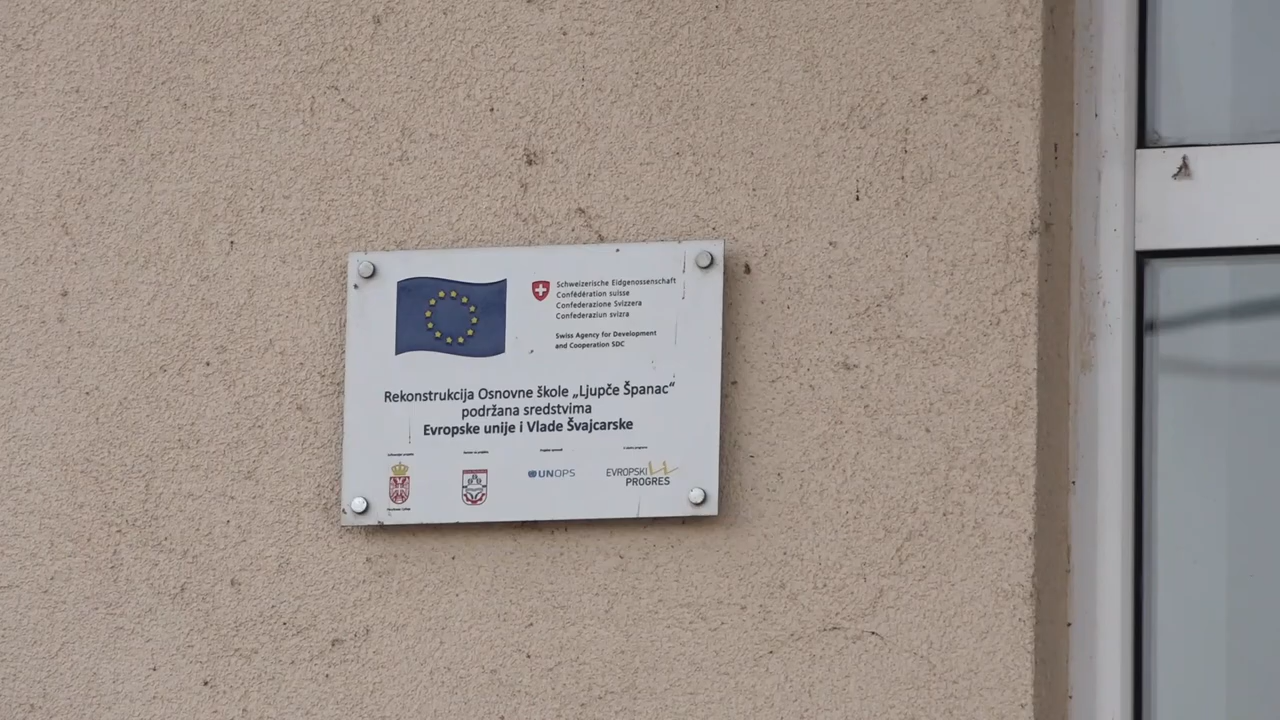 Schweizerische Eidgenossenschaft
Confédération suisse
Confederazione Svizzera
Confederaziun svizra
Swiss Agency for Development
and Cooperation SDC
Rekonstrukcija Osnovne škole „Ljupče Španac“
podržana sredstvima
Evropske unije i Vlade Švajcarske
UNOPS
EVROPSKI
PROGRES